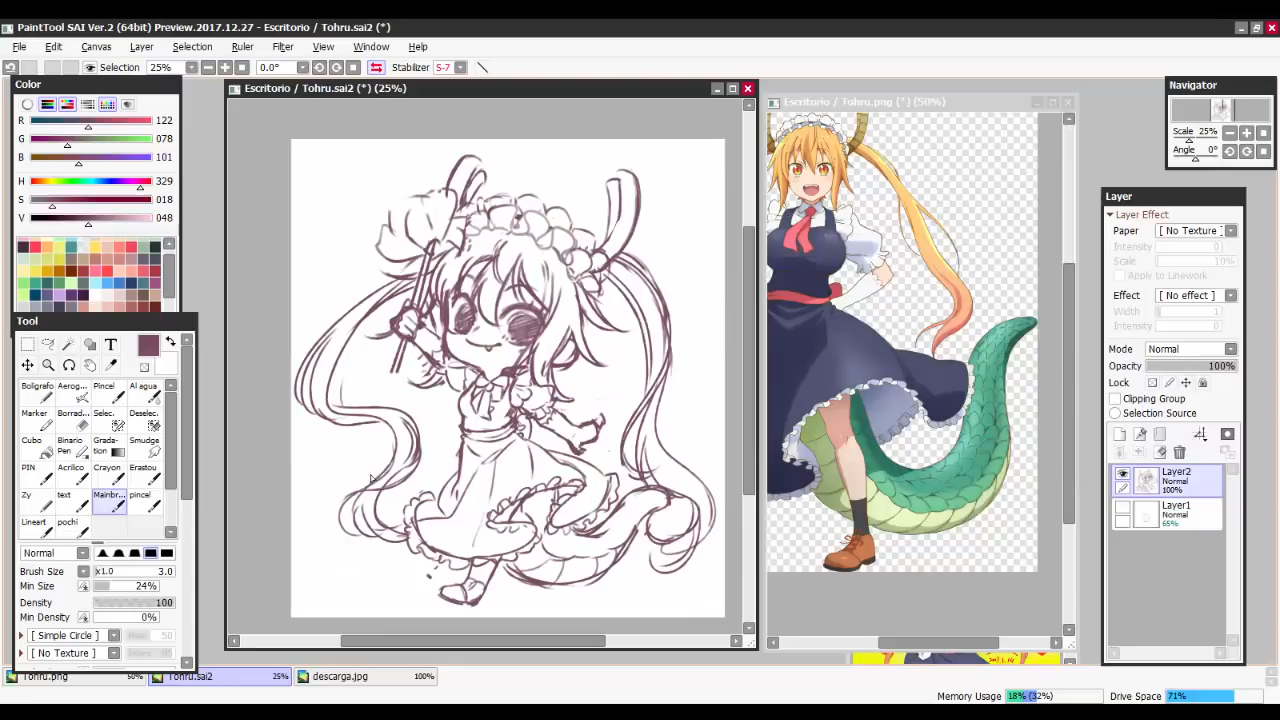 PaintTool SAI Ver.2 (64bit) Preview.2017.12.27 - Escritorio / Tohru.sai2 (*)
File Edit Canvas Layer Selection Ruler Filter View Window Help
Selection 25% 0.0° Stabilizer S-7
Color
R 122
G 078
B 101
H 329
S 018
V 048
Tool
Boligrafo Aerog... Pincel Al agua
Marker Borrad... Selec. Deselec.
Cubo Binario Pen Grada-tion Smudge
PIN Acrilico Crayon Erastou
Zy text Mainbr... pincel
Lineart pochi
Normal
Brush Size x1.0 3.0
Min Size 24%
Density 100
Min Density 0%
[ Simple Circle ] 50
[ No Texture ]
Escritorio / Tohru.sai2 (*) (25%)
Escritorio / Tohru.png (*) (50%)
Navigator
Scale 25%
Angle 0°
Layer
Layer Effect
Paper [ No Texture ]
Intensity 0
Scale 10%
Apply to Linework
Effect [ No effect ]
Width 1
Intensity 0
Mode Normal
Opacity 100%
Lock
Clipping Group
Selection Source
Layer2
Normal
100%
Layer1
Normal
65%
Tohru.png 50% Tohru.sai2 25% descarga.jpg 100%
Memory Usage 18% (32%) Drive Space 71%